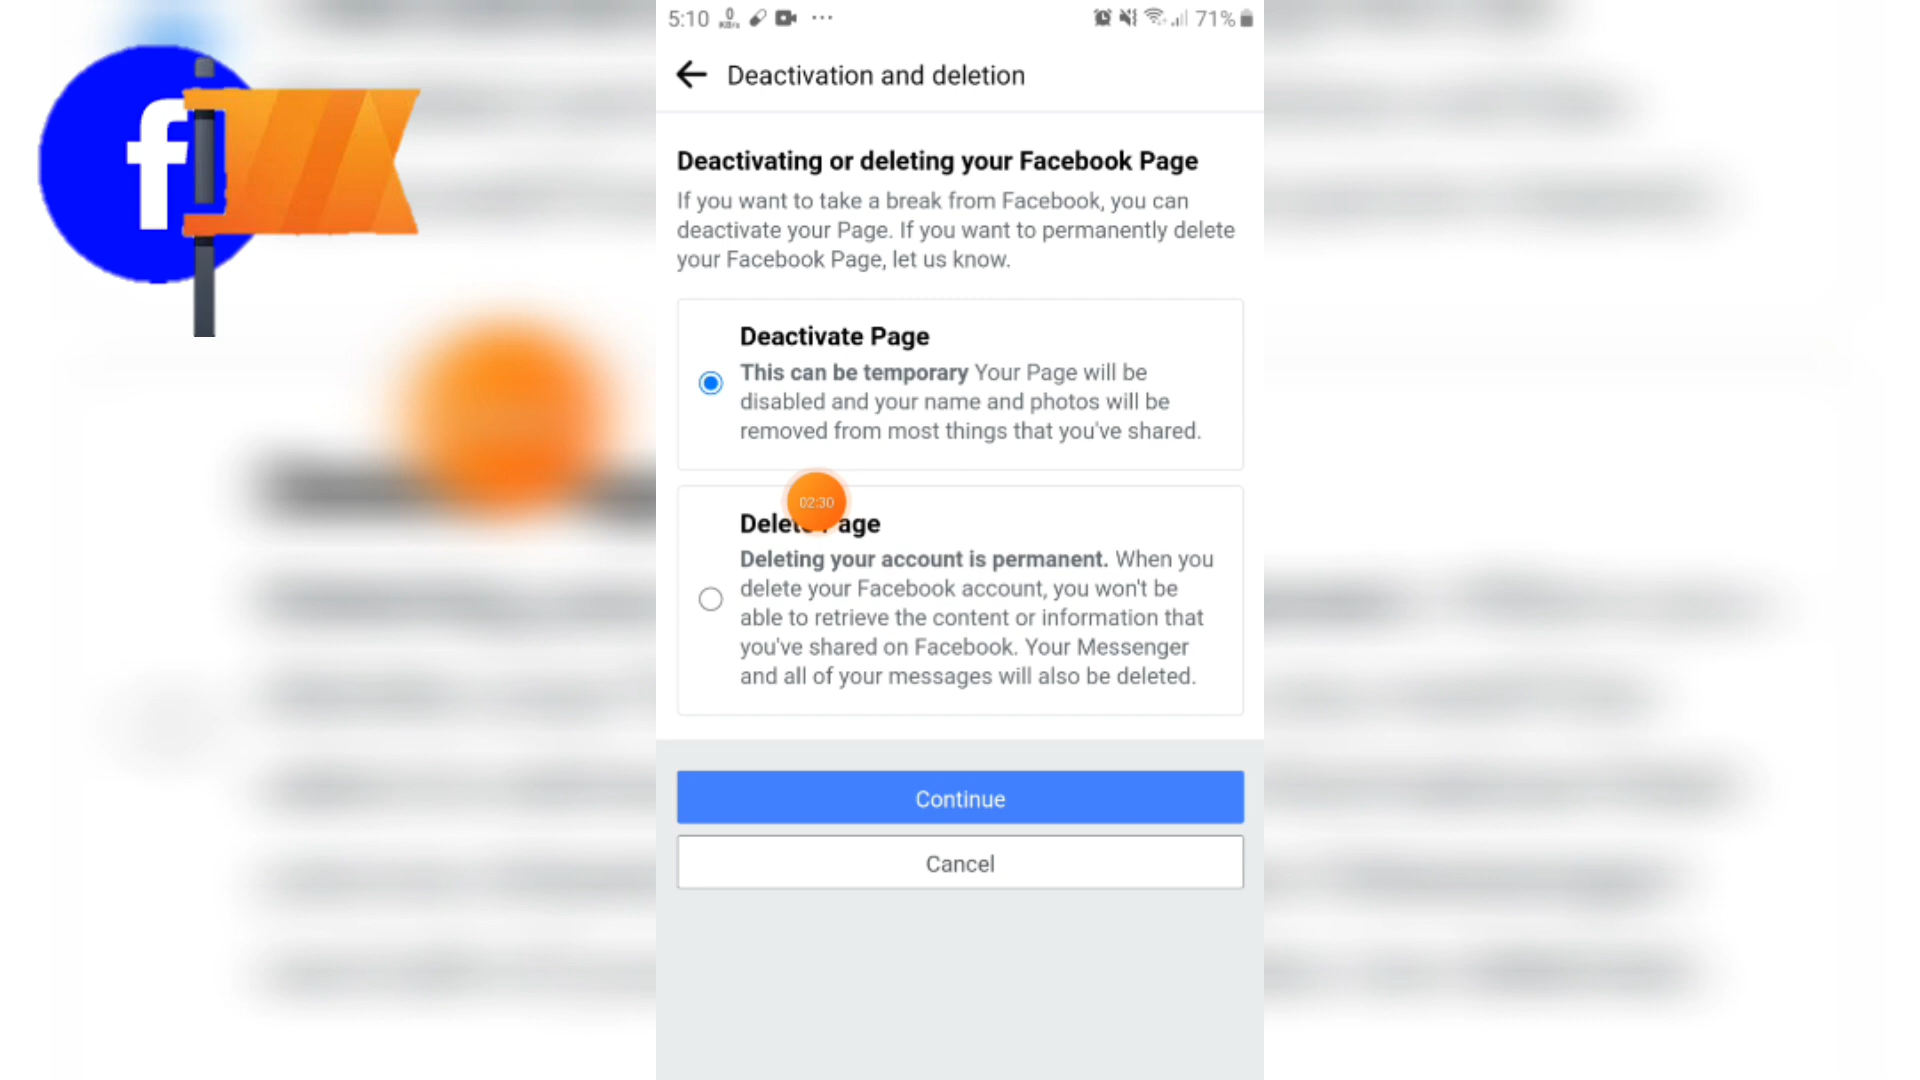 5:10 0 KB/s ... 71%
Deactivation and deletion
Deactivating or deleting your Facebook Page
If you want to take a break from Facebook, you can
deactivate your Page. If you want to permanently delete
your Facebook Page, let us know.
Deactivate Page
This can be temporary Your Page will be
disabled and your name and photos will be
removed from most things that you've shared.
02:30
Delete Page
Deleting your account is permanent. When you
delete your Facebook account, you won't be
able to retrieve the content or information that
you've shared on Facebook. Your Messenger
and all of your messages will also be deleted.
Continue
Cancel
f